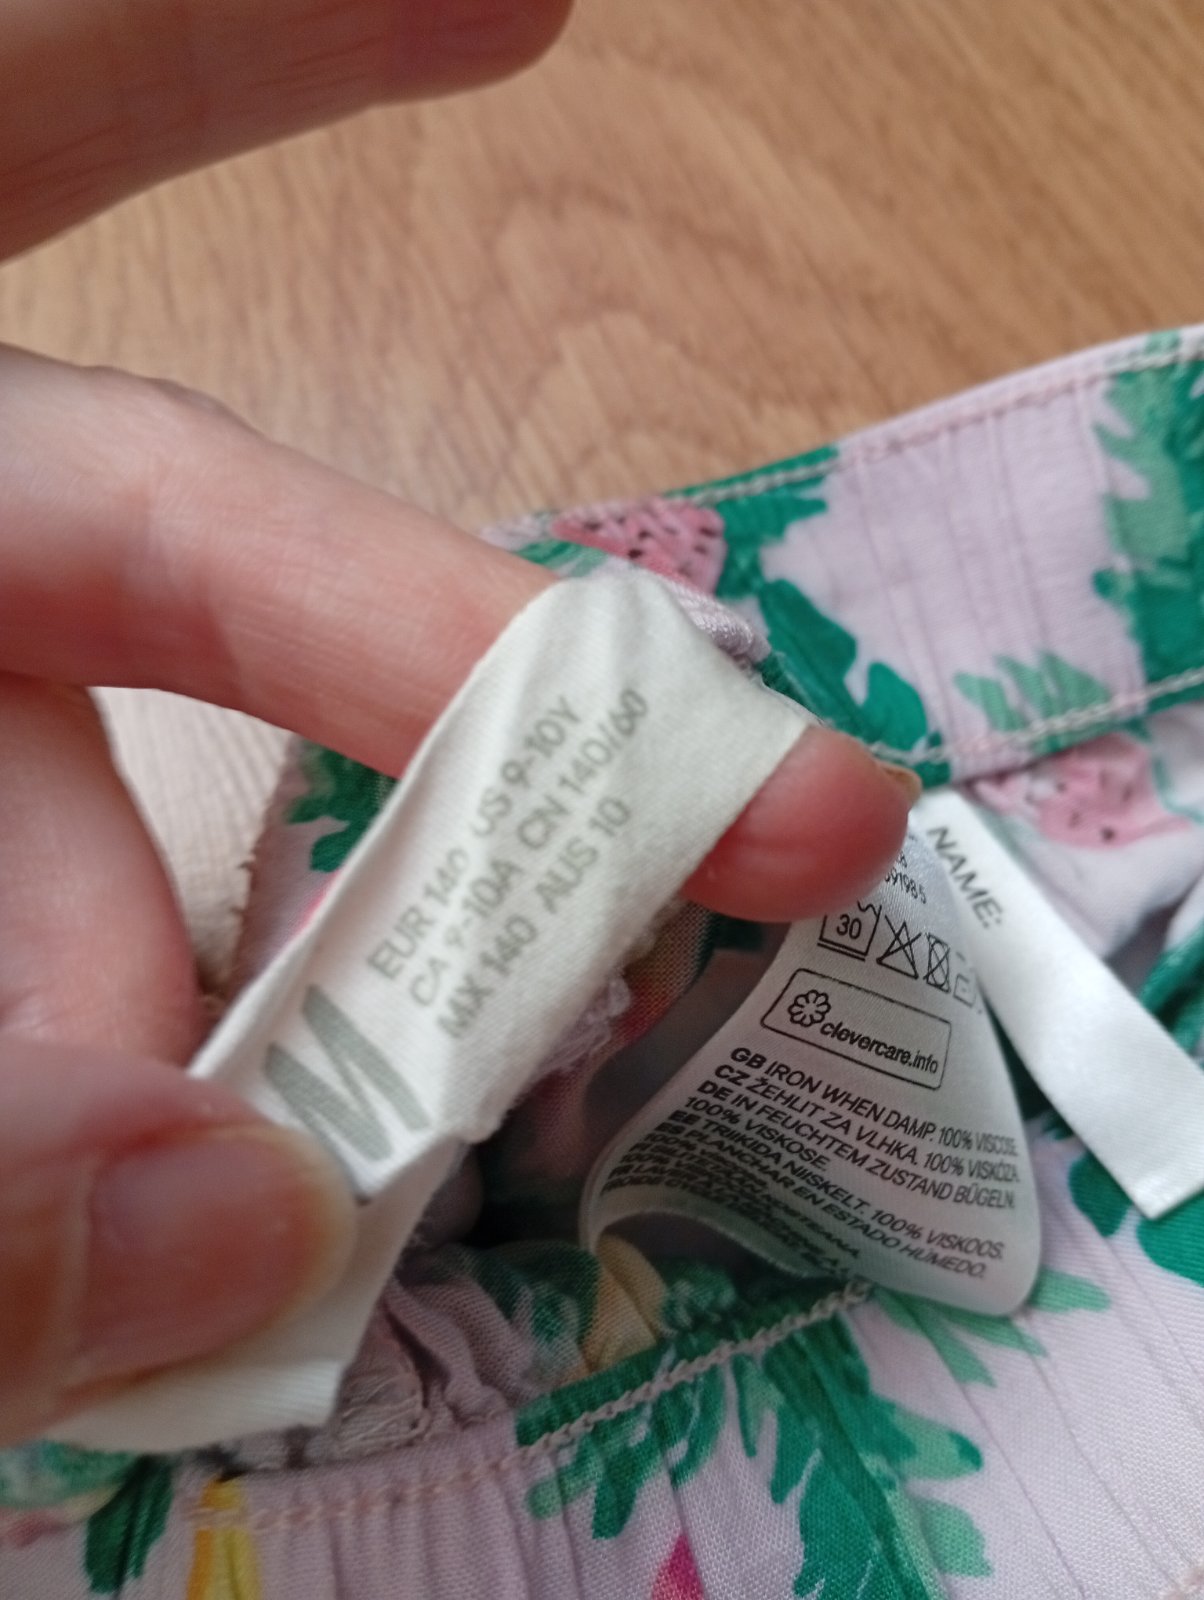 EUR 140 US 9-10Y
CA 9-10A CN 140/60
MX 140 AUS 10
M
NAME:
30
clevercare.info
GB IRON WHEN DAMP. 100% VISCOSE.
CZ ŽEHLIT ZA VLHKA. 100% VISKÓZA.
DE IN FEUCHTEM ZUSTAND BÜGELN.
100% VISKOSE.
EE TRIIKIDA NIISKELT. 100% VISKOOS.
ES PLANCHAR EN ESTADO HÚMEDO.